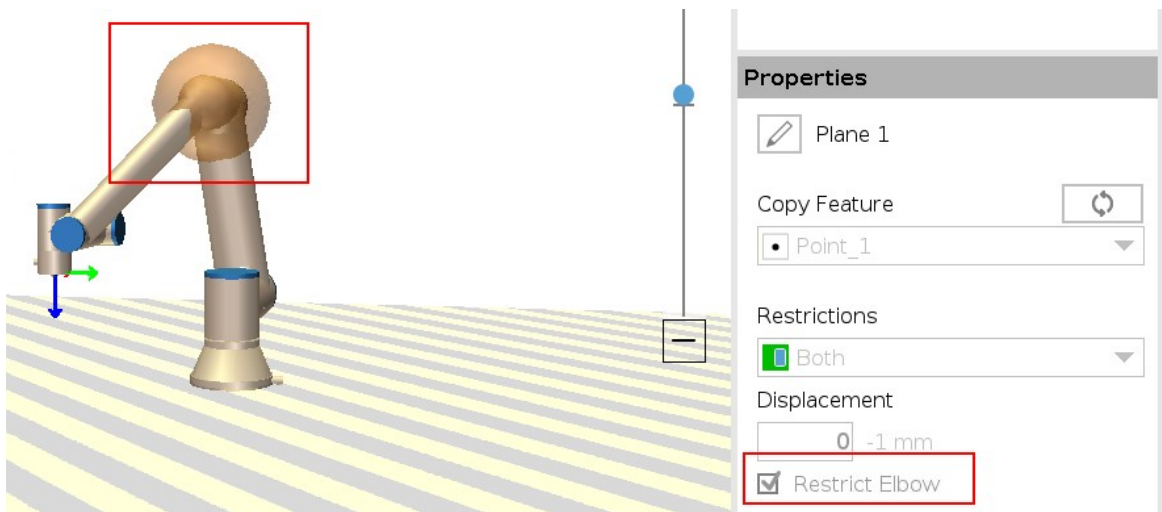 Properties
Plane 1
Copy Feature
Point_1
Restrictions
Both
Displacement
0 -1 mm
Restrict Elbow